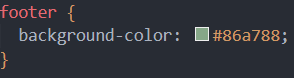 footer {
  background-color: #86a788;
}